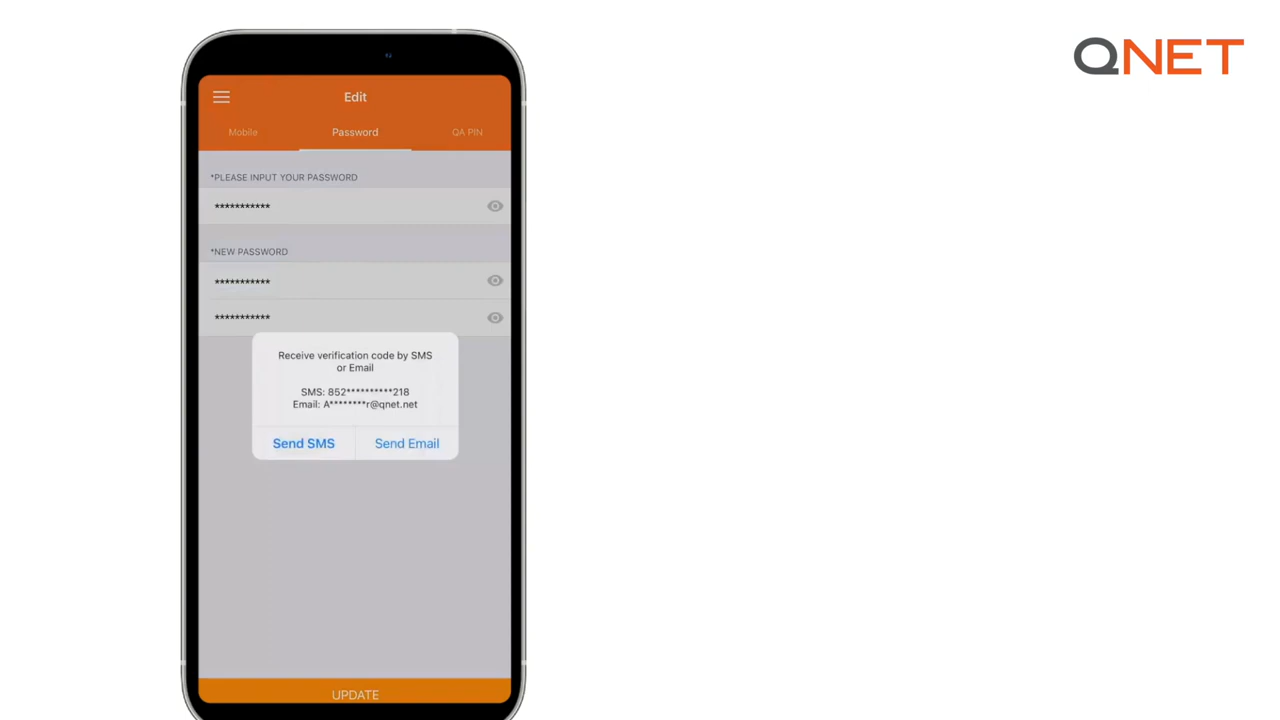 QNET
Edit
Mobile Password QA PIN
*PLEASE INPUT YOUR PASSWORD
***********
*NEW PASSWORD
***********
***********
Receive verification code by SMS
or Email
SMS: 852**********218
Email: A********r@qnet.net
Send SMS Send Email
UPDATE